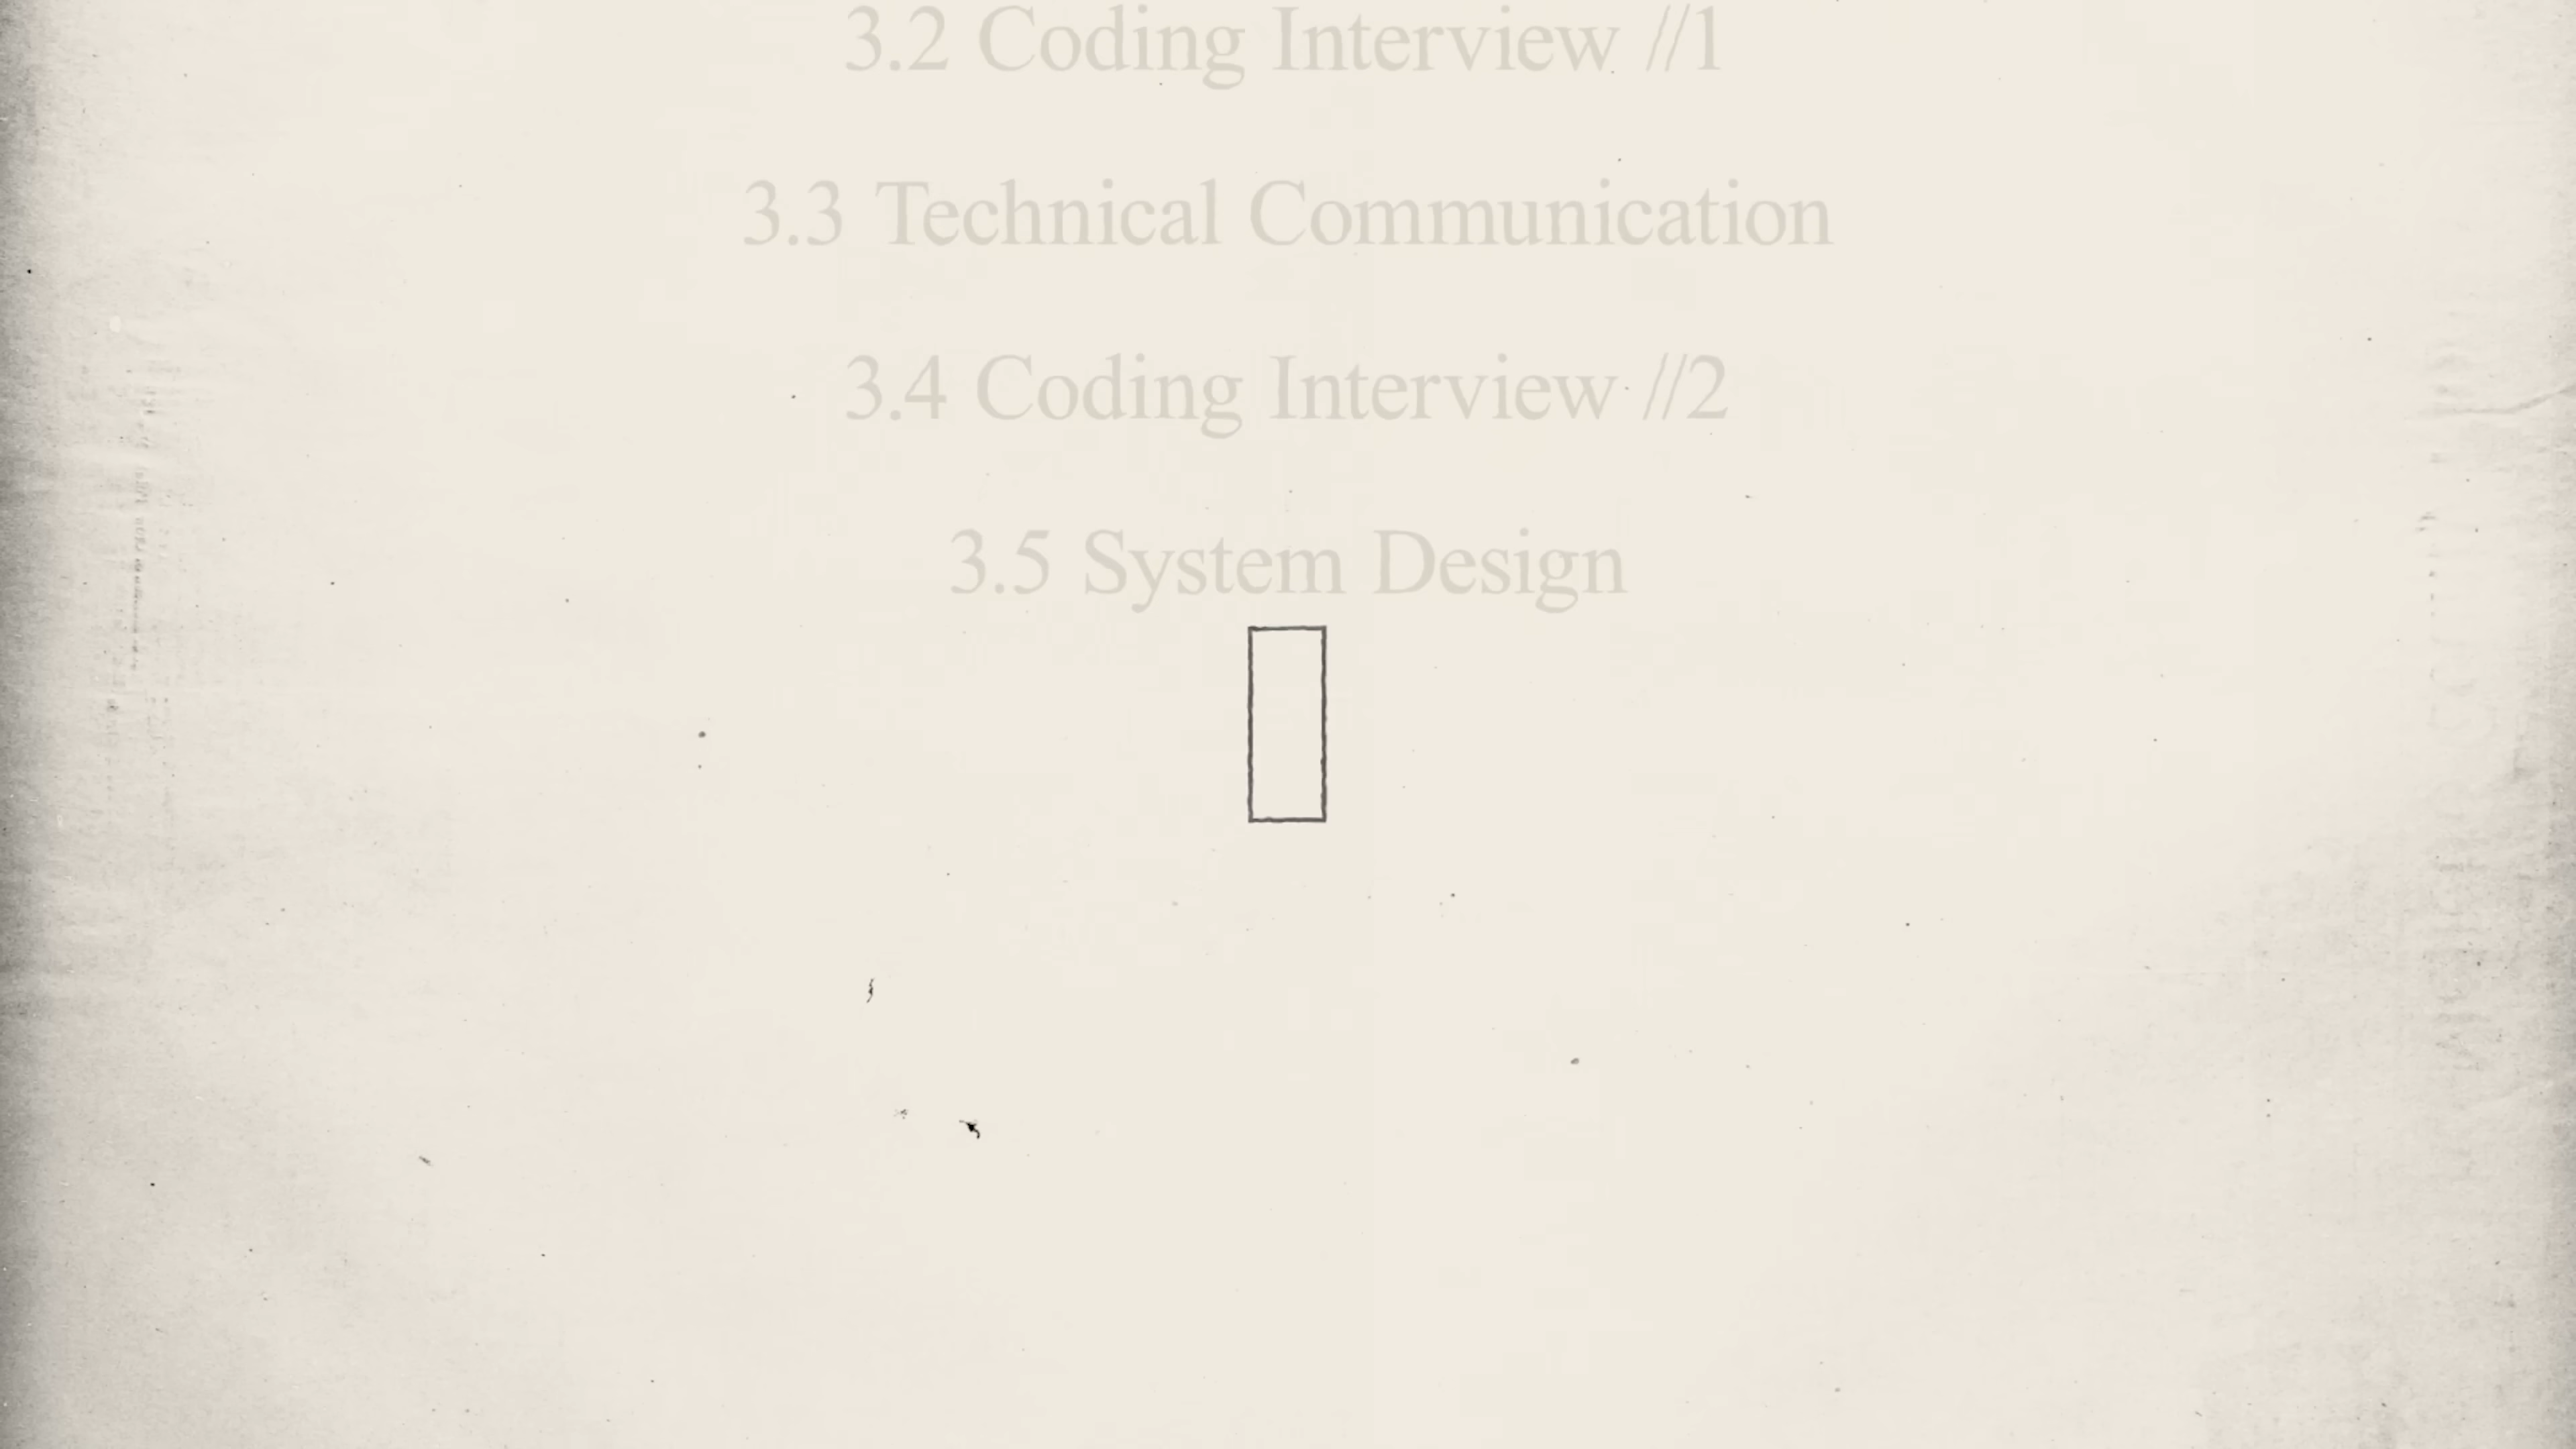 3.2 Coding Interview //1
3.3 Technical Communication
3.4 Coding Interview //2
3.5 System Design